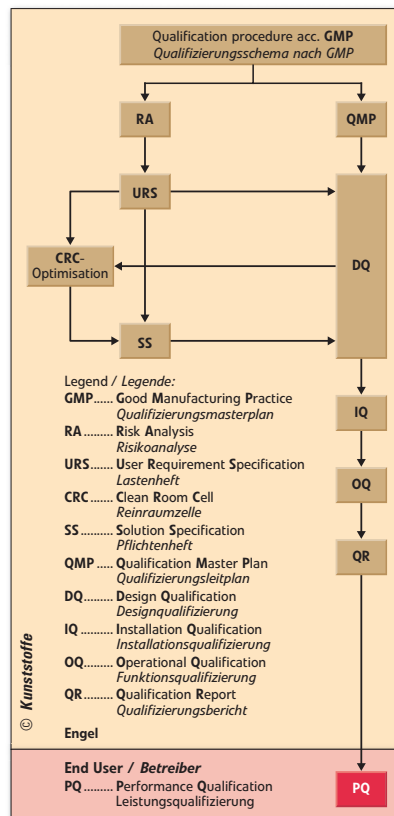 Qualification procedure acc. GMP
Qualifizierungsschema nach GMP
RA
QMP
URS
CRC-
Optimisation
DQ
SS
Legend / Legende:
GMP..... Good Manufacturing Practice
Qualifizierungsmasterplan
RA ........ Risk Analysis
Risikoanalyse
URS ...... User Requirement Specification
Lastenheft
CRC ...... Clean Room Cell
Reinraumzelle
SS ......... Solution Specification
Pflichtenheft
QMP ..... Qualification Master Plan
Qualifizierungsleitplan
DQ......... Design Qualification
Designqualifizierung
IQ .......... Installation Qualification
Installationsqualifizierung
OQ......... Operational Qualification
Funktionsqualifizierung
QR ........ Qualification Report
Qualifizierungsbericht
IQ
OQ
QR
© Kunststoffe
Engel
End User / Betreiber
PQ ......... Performance Qualification
Leistungsqualifizierung
PQ